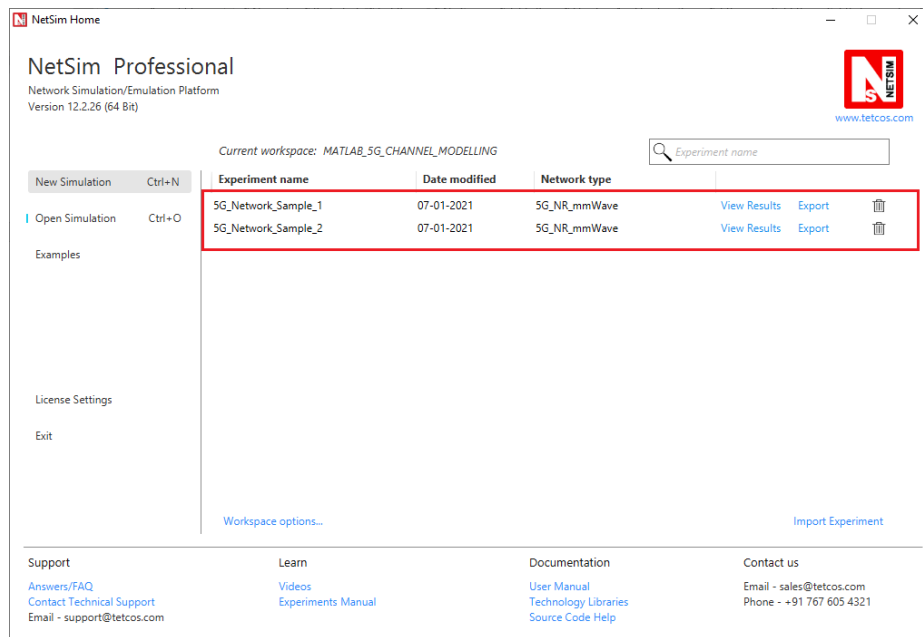 NetSim Home
NetSim Professional
Network Simulation/Emulation Platform
Version 12.2.26 (64 Bit)
NS NETSIM
www.tetcos.com
Current workspace: MATLAB_5G_CHANNEL_MODELLING
Experiment name
New Simulation Ctrl+N
Open Simulation Ctrl+O
Examples
License Settings
Exit
Experiment name Date modified Network type
5G_Network_Sample_1 07-01-2021 5G_NR_mmWave View Results Export
5G_Network_Sample_2 07-01-2021 5G_NR_mmWave View Results Export
Workspace options...
Import Experiment
Support
Answers/FAQ
Contact Technical Support
Email - support@tetcos.com
Learn
Videos
Experiments Manual
Documentation
User Manual
Technology Libraries
Source Code Help
Contact us
Email - sales@tetcos.com
Phone - +91 767 605 4321